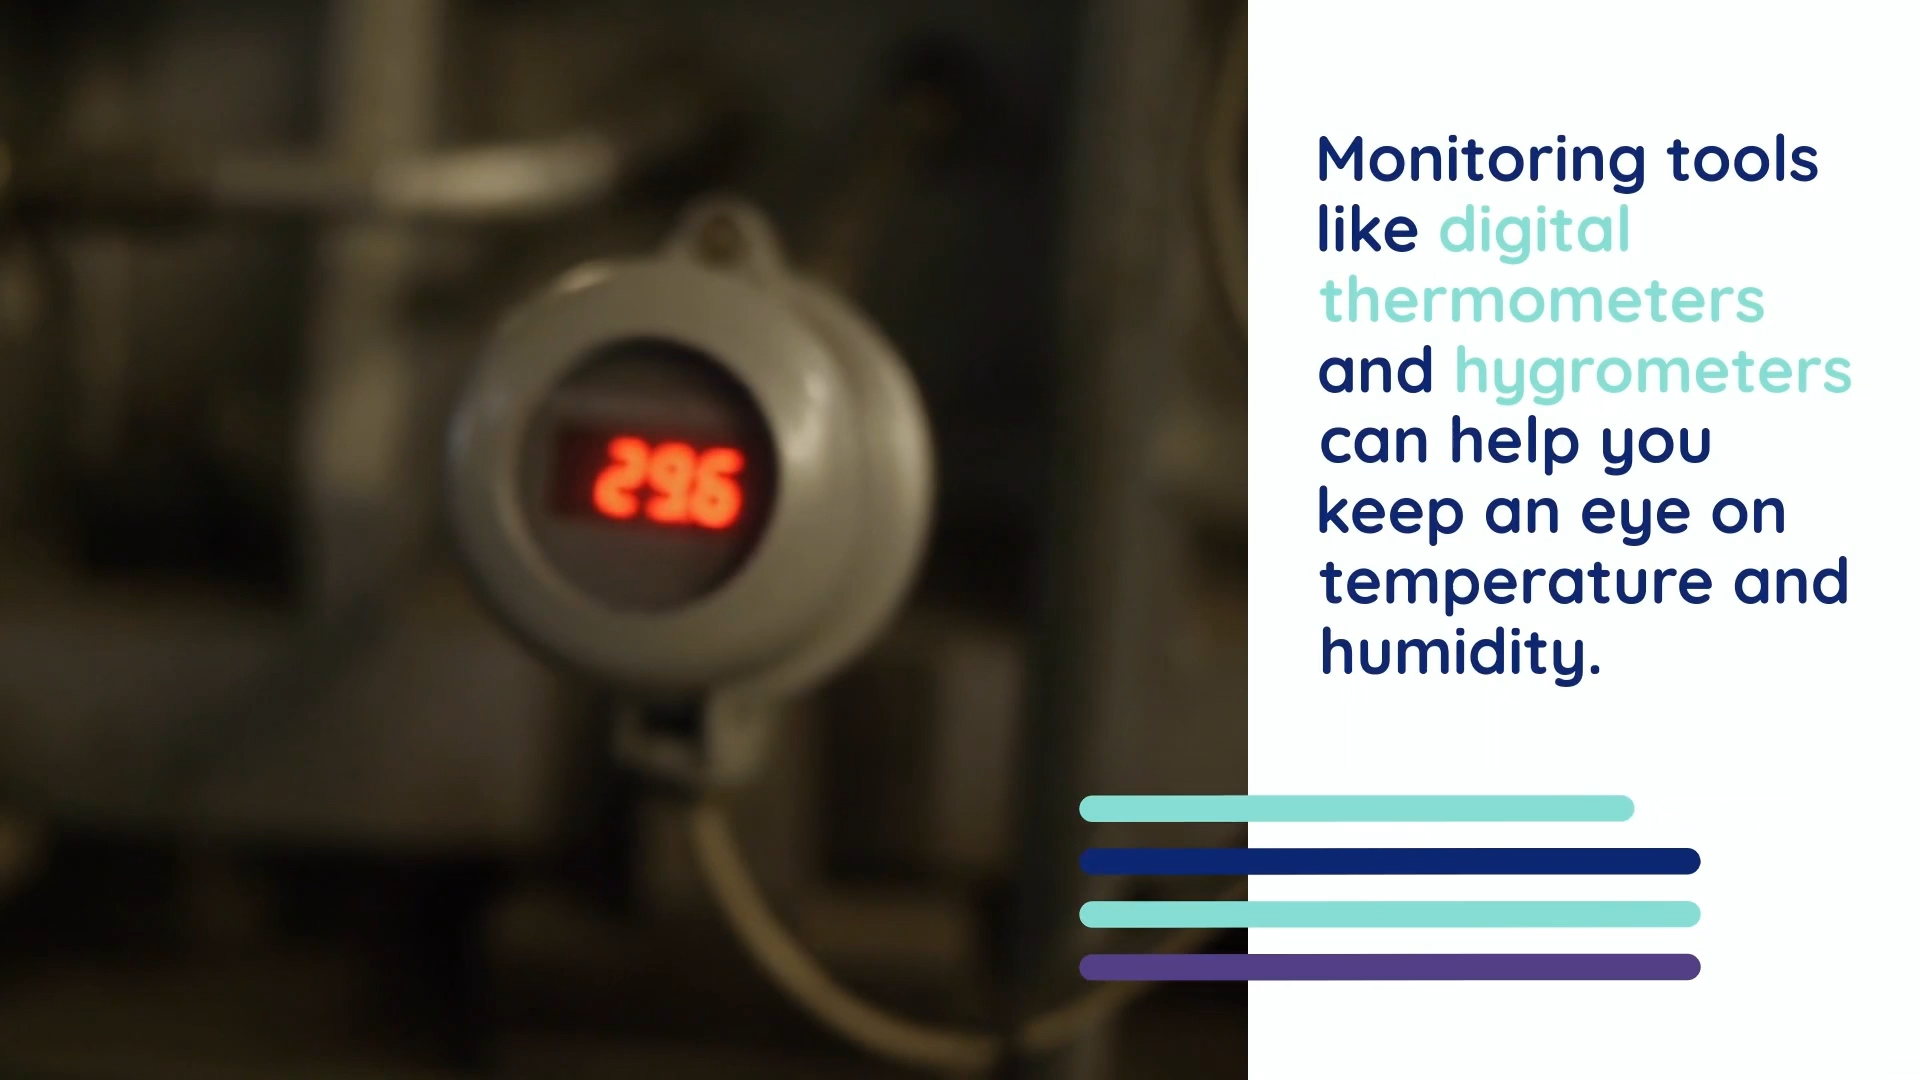 296
Monitoring tools
like digital
thermometers
and hygrometers
can help you
keep an eye on
temperature and
humidity.